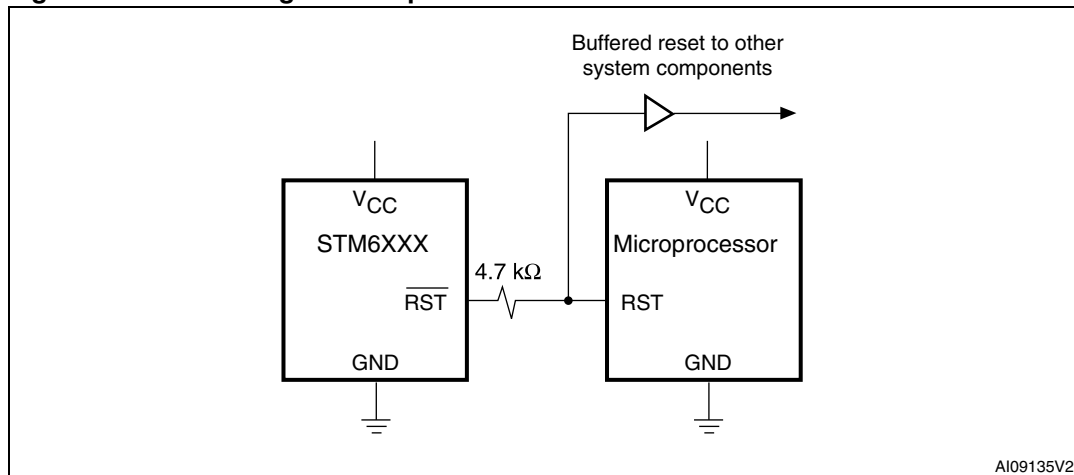 Buffered reset to other
system components
VCC
STM6XXX
4.7 kΩ
RST
GND
VCC
Microprocessor
RST
GND
AI09135V2